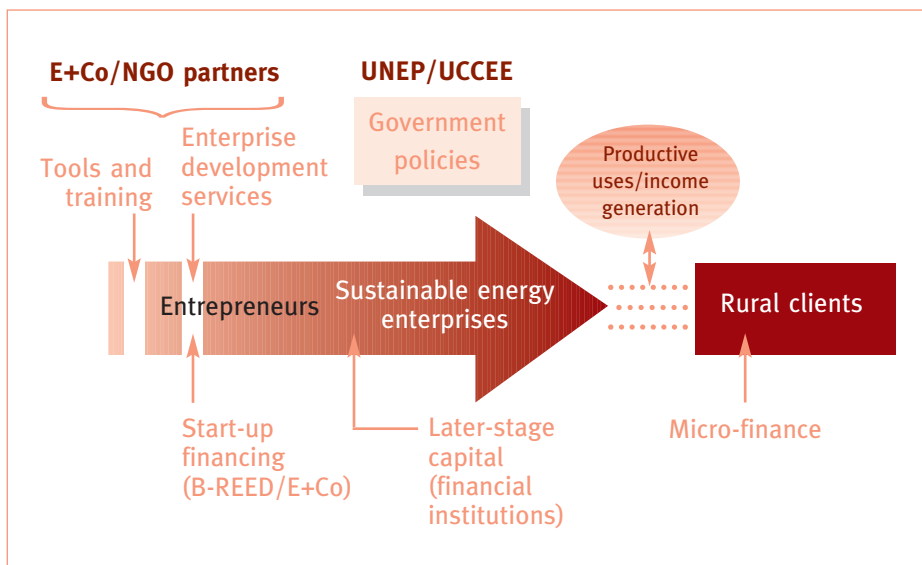 E+Co/NGO partners
UNEP/UCCEE
Government
policies
Enterprise
development
services
Tools and
training
Productive
uses/income
generation
Entrepreneurs
Sustainable energy
enterprises
Rural clients
Start-up
financing
(B-REED/E+Co)
Later-stage
capital
(financial
institutions)
Micro-finance